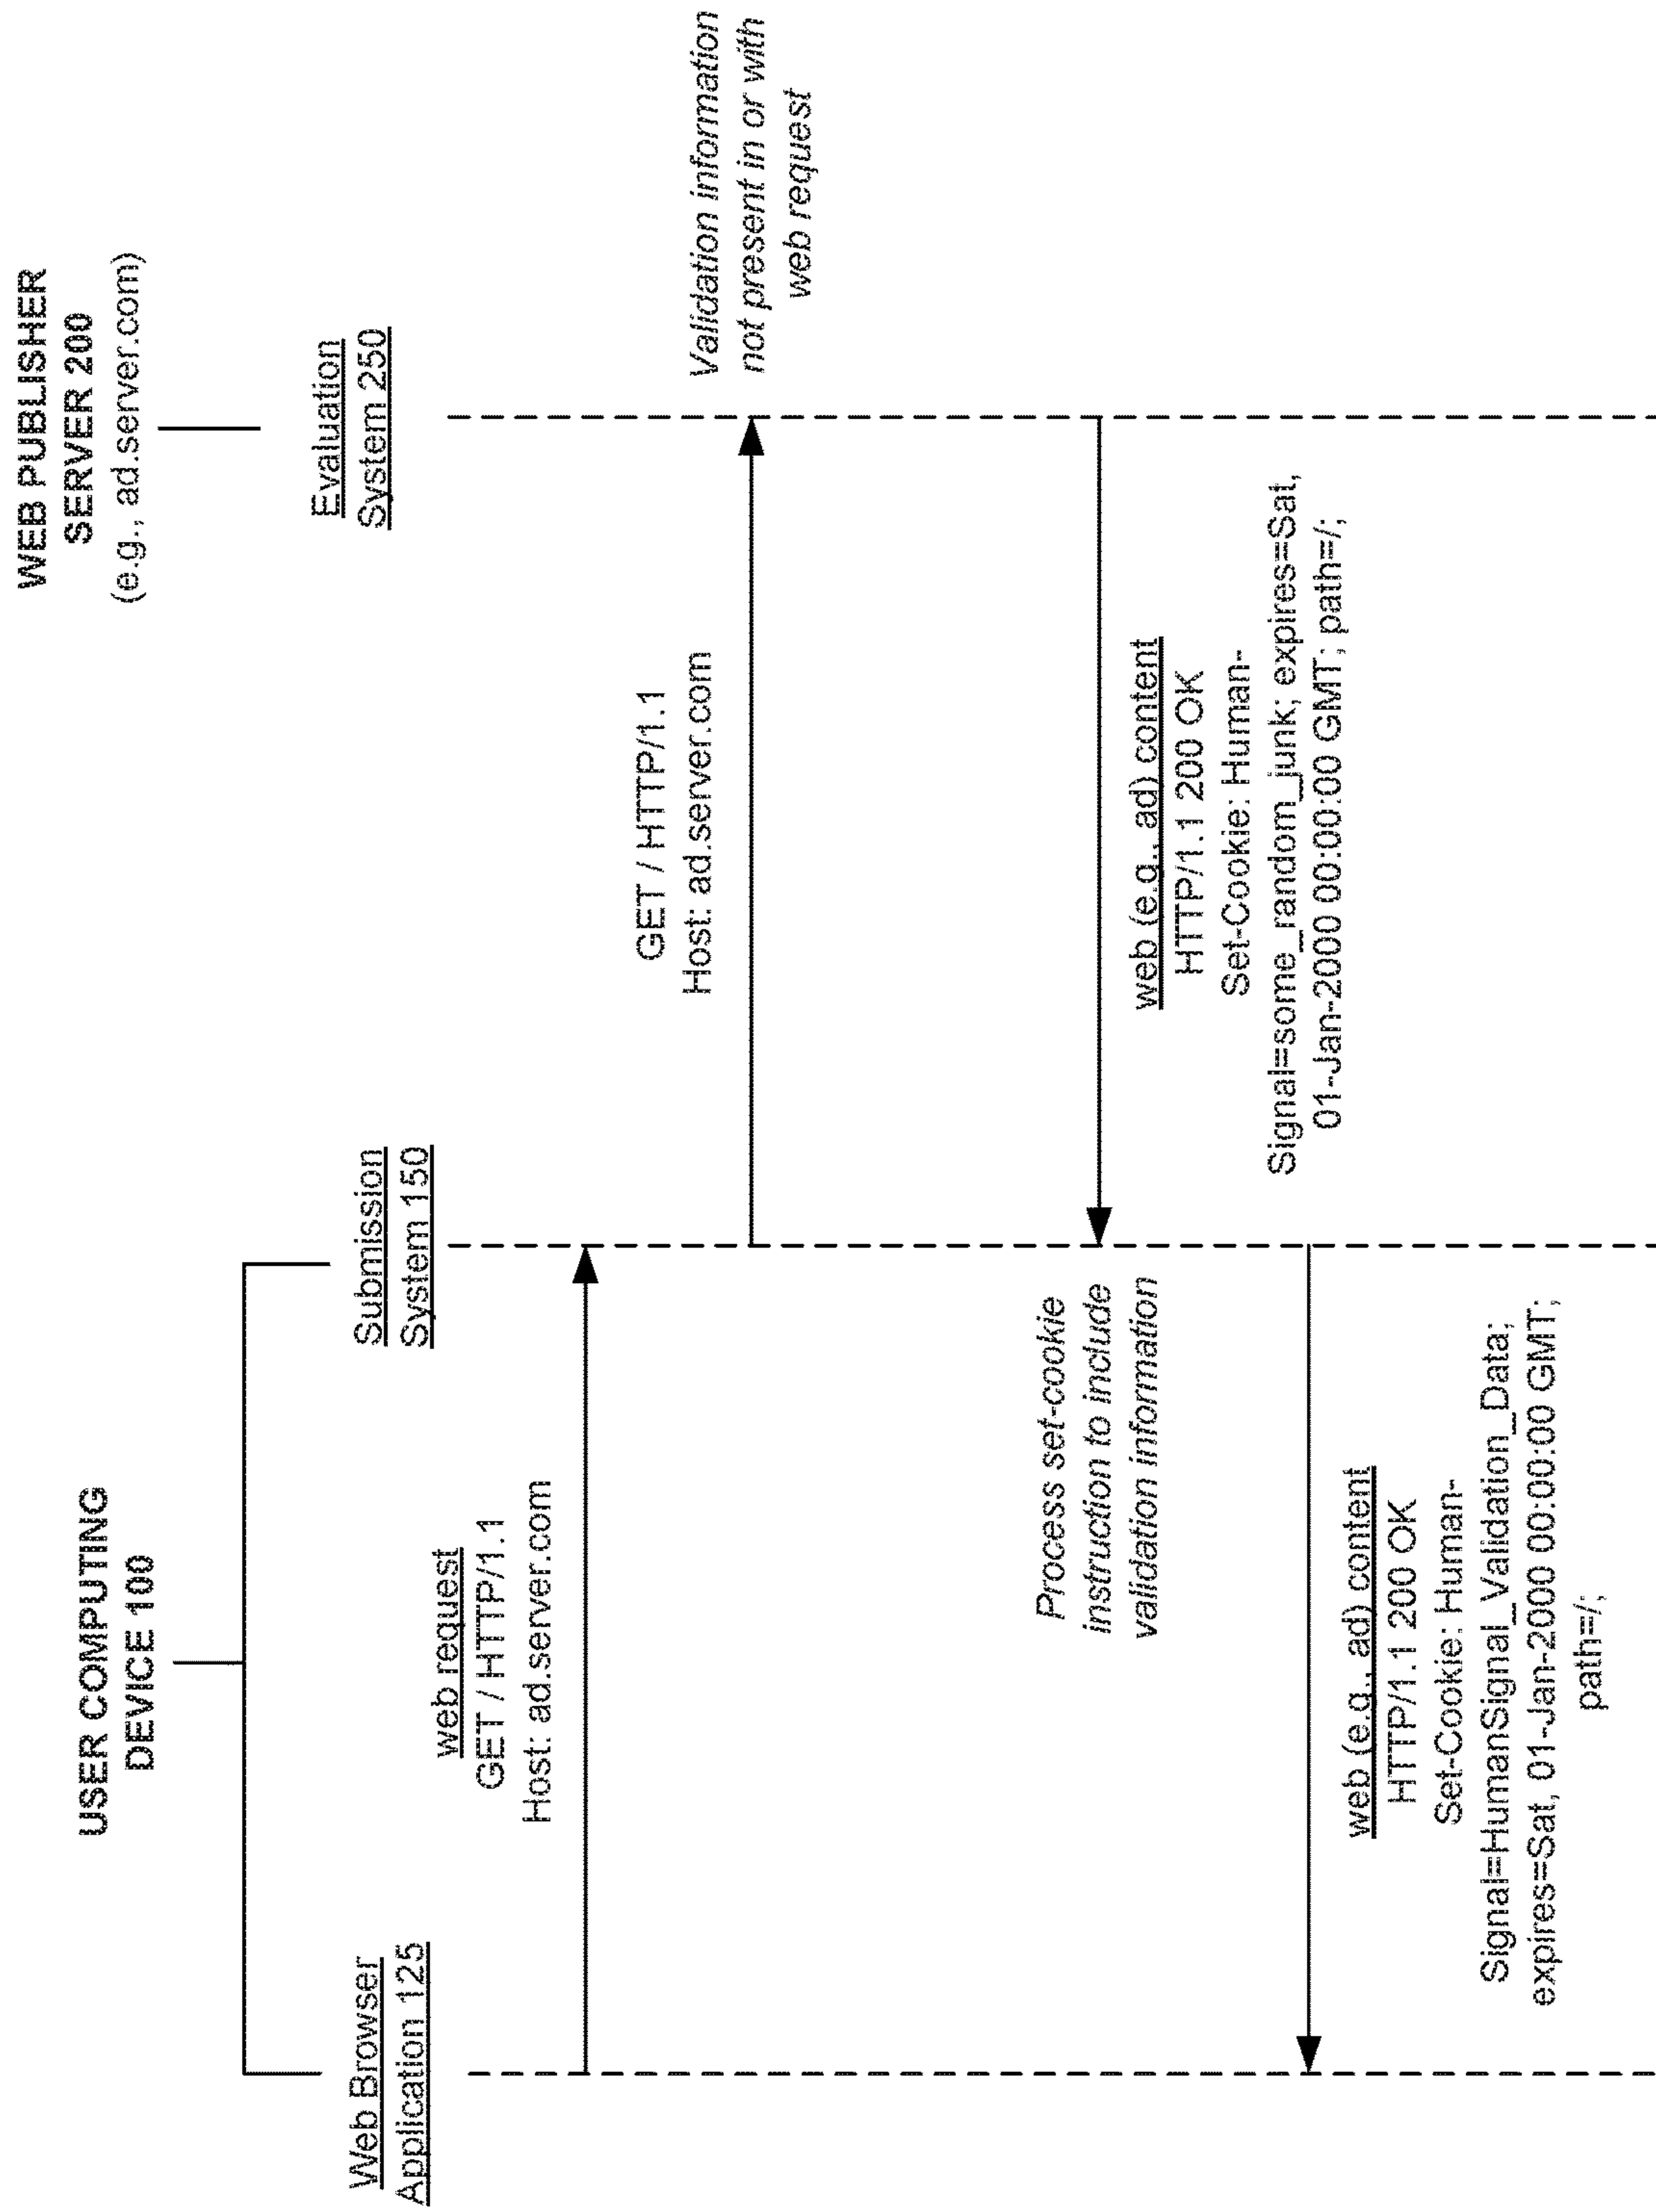 USER COMPUTING
DEVICE 100
WEB PUBLISHER
SERVER 200
(e.g., ad.server.com)
Web Browser
Application 125
Submission
System 150
Evaluation
System 250
web request
GET / HTTP/1.1
Host: ad.server.com
GET / HTTP/1.1
Host: ad.server.com
Validation information
not present in or with
web request
Process set-cookie
instruction to include
validation information
web (e.g., ad) content
HTTP/1.1 200 OK
Set-Cookie: Human-
Signal=some_random_junk; expires=Sat,
01-Jan-2000 00:00:00 GMT; path=/;
web (e.g., ad) content
HTTP/1.1 200 OK
Set-Cookie: Human-
Signal=HumanSignal_Validation_Data;
expires=Sat, 01-Jan-2000 00:00:00 GMT;
path=/;